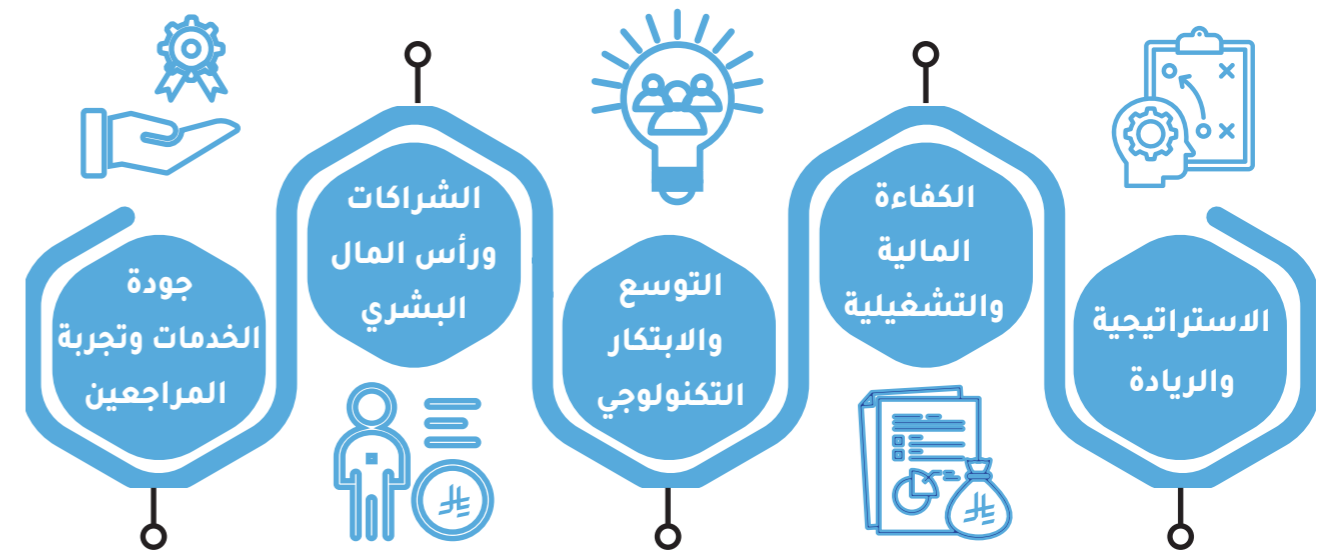 الاستراتيجية
والريادة
الكفاءة
المالية
والتشغيلية
التوسع
والابتكار
التكنولوجي
الشراكات
ورأس المال
البشري
جودة
الخدمات وتجربة
المراجعين